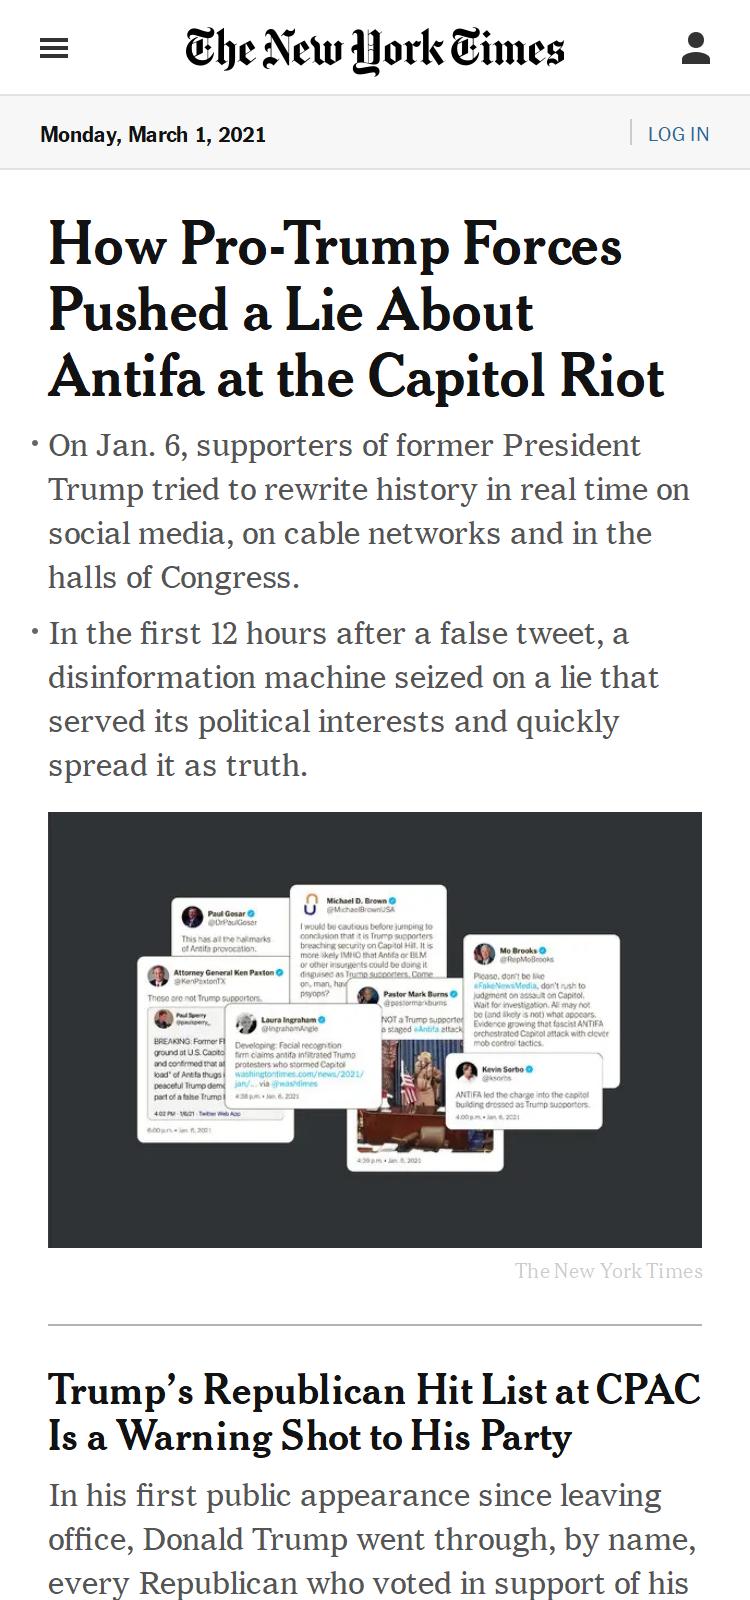 The New York Times
Monday, March 1, 2021
LOG IN
How Pro-Trump Forces
Pushed a Lie About
Antifa at the Capitol Riot
• On Jan. 6, supporters of former President
Trump tried to rewrite history in real time on
social media, on cable networks and in the
halls of Congress.
• In the first 12 hours after a false tweet, a
disinformation machine seized on a lie that
served its political interests and quickly
spread it as truth.
Paul Gosar
@DrPaulGosar
This has all the hallmarks
of Antifa provocation.
Michael D. Brown
@MichaelBrownUSA
I would be cautious before jumping to
conclusion that it is Trump supporters
breaching security on Capitol Hill. It is
more likely IMHO that Antifa or BLM
or other insurgents could be doing it
disguised as Trump supporters. Come
on, man, hav
psyops?
Mo Brooks
@RepMoBrooks
Please, don't be like
#FakeNewsMedia, don't rush to
judgment on assault on Capitol.
Wait for investigation. All may not
be (and likely is not) what appears.
Evidence growing that fascist ANTIFA
orchestrated Capitol attack with clever
mob control tactics.
Attorney General Ken Paxton
@KenPaxtonTX
These are not Trump supporters.
Paul Sperry
@paulsperry_
BREAKING: Former F
ground at U.S. Capito
and confirmed that at
load" of Antifa thugs i
peaceful Trump demo
part of a false Trump
4:02 PM · 1/6/21 · Twitter Web App
6:00 p.m. • Jan. 6, 2021
Pastor Mark Burns
@pastormarkburns
NOT a Trump supporter
a staged #Antifa attack
4:39 p.m. • Jan. 6, 2021
Laura Ingraham
@IngrahamAngle
Developing: Facial recognition
firm claims antifa infiltrated Trump
protesters who stormed Capitol
washingtontimes.com/news/2021/
jan/... via @washtimes
4:38 p.m. • Jan. 6, 2021
Kevin Sorbo
@ksorbs
ANTIFA led the charge into the capitol
building dressed as Trump supporters.
4:00 p.m. • Jan. 6, 2021
The New York Times
Trump’s Republican Hit List at CPAC
Is a Warning Shot to His Party
In his first public appearance since leaving
office, Donald Trump went through, by name,
every Republican who voted in support of his